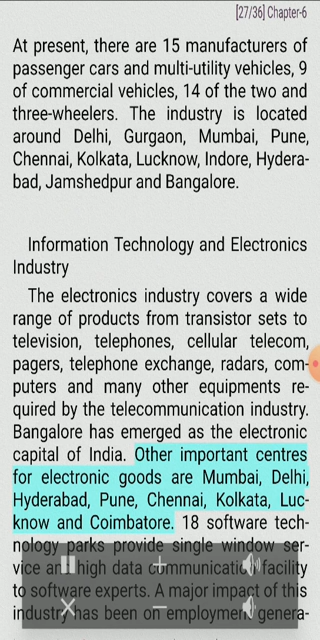 [27/36] Chapter-6
At present, there are 15 manufacturers of
passenger cars and multi-utility vehicles, 9
of commercial vehicles, 14 of the two and
three-wheelers. The industry is located
around Delhi, Gurgaon, Mumbai, Pune,
Chennai, Kolkata, Lucknow, Indore, Hydera-
bad, Jamshedpur and Bangalore.
Information Technology and Electronics
Industry
The electronics industry covers a wide
range of products from transistor sets to
television, telephones, cellular telecom,
pagers, telephone exchange, radars, com-
puters and many other equipments re-
quired by the telecommunication industry.
Bangalore has emerged as the electronic
capital of India. Other important centres
for electronic goods are Mumbai, Delhi,
Hyderabad, Pune, Chennai, Kolkata, Luc-
know and Coimbatore. 18 software tech-
nology parks provide single window ser-
vice and high data communication facility
to software experts. A major impact of this
industry has been on employment genera-